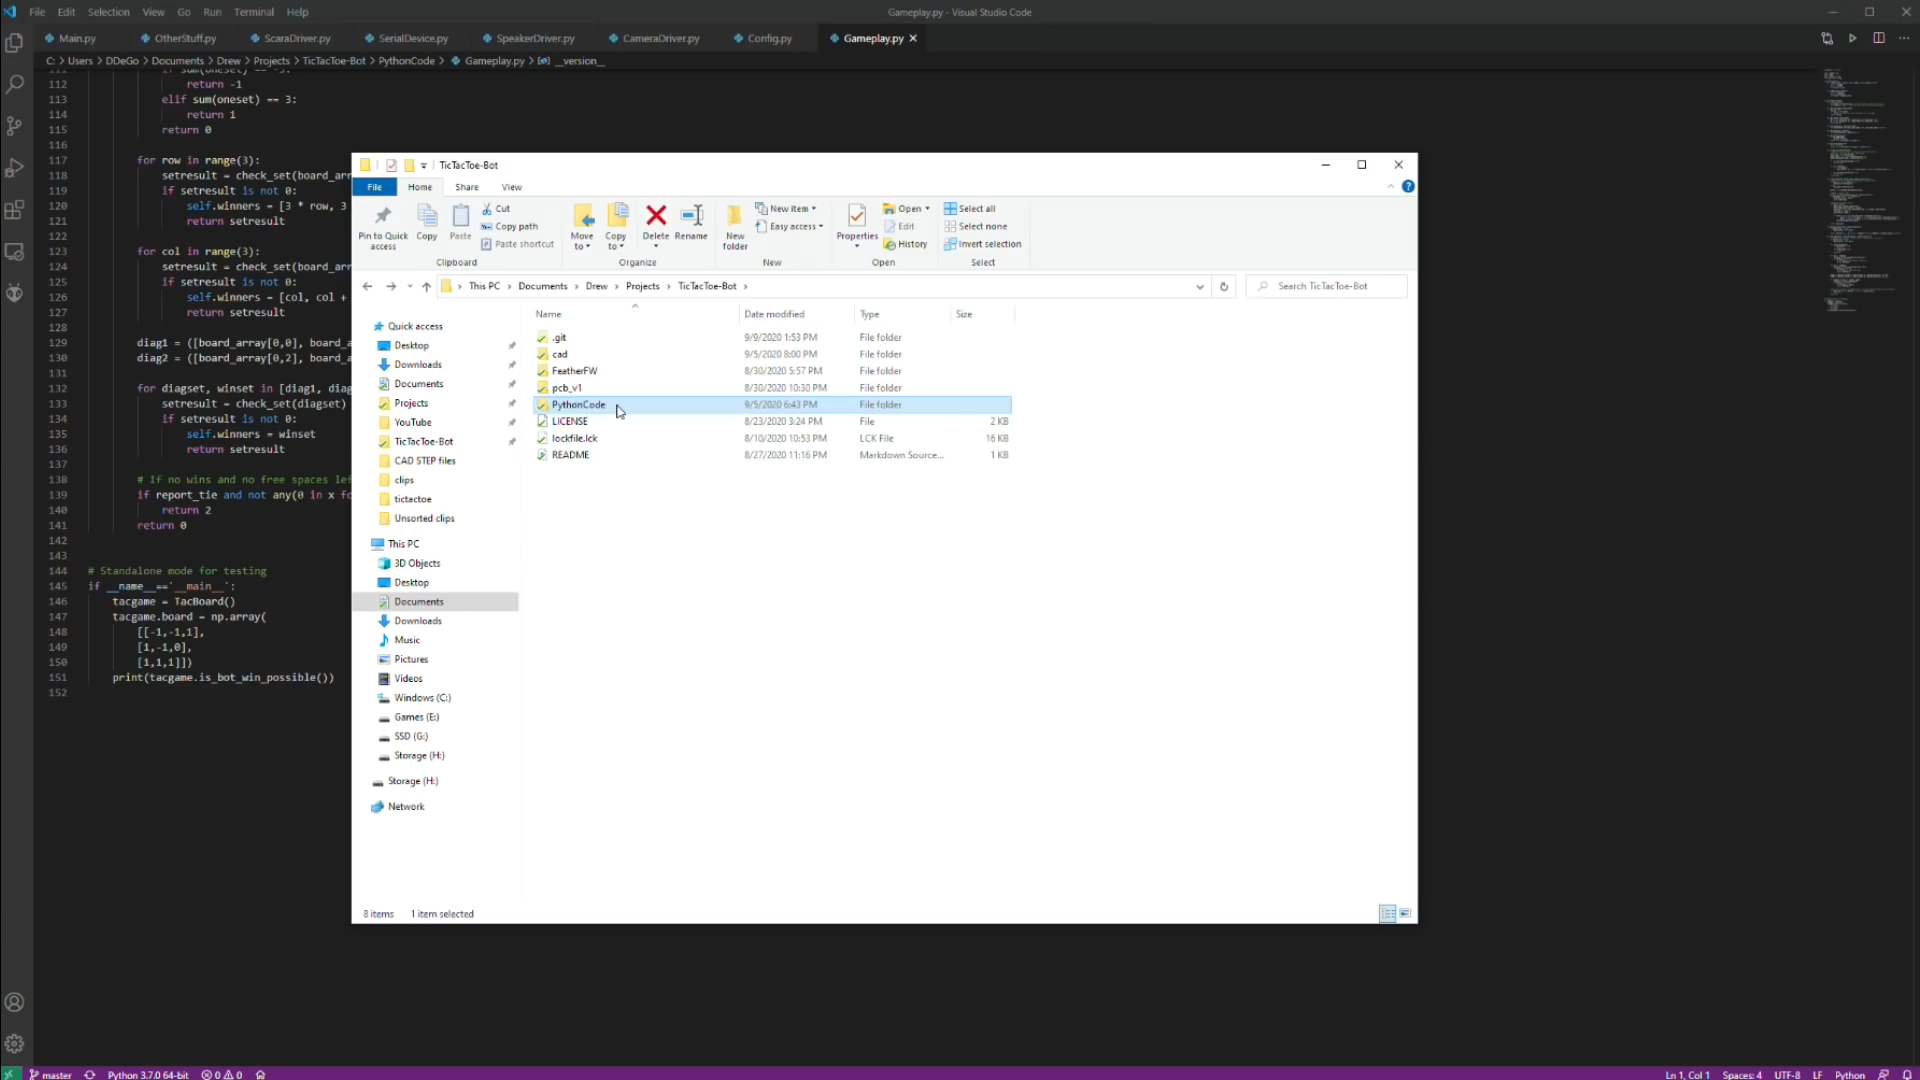 File Edit Selection View Go Run Terminal Help
Gameplay.py - Visual Studio Code
Main.py OtherStuff.py ScaraDriver.py SerialDevice.py SpeakerDriver.py CameraDriver.py Config.py Gameplay.py
C: > Users > DDeGo > Documents > Drew > Projects > TicTacToe-Bot > PythonCode > Gameplay.py > __version__
112 return -1
113 elif sum(oneset) == 3:
114 return 1
115 return 0
116
117 for row in range(3):
118 setresult = check_set(board_arr
119 if setresult is not 0:
120 self.winners = [3 * row, 3
121 return setresult
122
123 for col in range(3):
124 setresult = check_set(board_arr
125 if setresult is not 0:
126 self.winners = [col, col +
127 return setresult
128
129 diag1 = ([board_array[0,0], board_a
130 diag2 = ([board_array[0,2], board_a
131
132 for diagset, winset in [diag1, diag
133 setresult = check_set(diagset)
134 if setresult is not 0:
135 self.winners = winset
136 return setresult
137
138 # If no wins and no free spaces lef
139 if report_tie and not any(0 in x fo
140 return 2
141 return 0
142
143
144 # Standalone mode for testing
145 if __name__=='__main__':
146 tacgame = TacBoard()
147 tacgame.board = np.array(
148 [[-1,-1,1],
149 [1,-1,0],
150 [1,1,1]])
151 print(tacgame.is_bot_win_possible())
152
TicTacToe-Bot
File Home Share View
Pin to Quick access
Copy
Paste
Cut
Copy path
Paste shortcut
Clipboard
Move to
Copy to
Delete
Rename
Organize
New folder
New item
Easy access
New
Properties
Open
Edit
History
Open
Select all
Select none
Invert selection
Select
This PC > Documents > Drew > Projects > TicTacToe-Bot >
Search TicTacToe-Bot
Quick access
Desktop
Downloads
Documents
Projects
YouTube
TicTacToe-Bot
CAD STEP files
clips
tictactoe
Unsorted clips
This PC
3D Objects
Desktop
Documents
Downloads
Music
Pictures
Videos
Windows (C:)
Games (E:)
SSD (G:)
Storage (H:)
Storage (H:)
Network
Name Date modified Type Size
.git 9/9/2020 1:53 PM File folder
cad 9/5/2020 8:00 PM File folder
FeatherFW 8/30/2020 5:57 PM File folder
pcb_v1 8/30/2020 10:30 PM File folder
PythonCode 9/5/2020 6:43 PM File folder
LICENSE 8/23/2020 3:24 PM File 2 KB
lockfile.lck 8/10/2020 10:53 PM LCK File 16 KB
README 8/27/2020 11:16 PM Markdown Source... 1 KB
8 items 1 item selected
master Python 3.7.0 64-bit 0 0
Ln 1, Col 1 Spaces: 4 UTF-8 LF Python